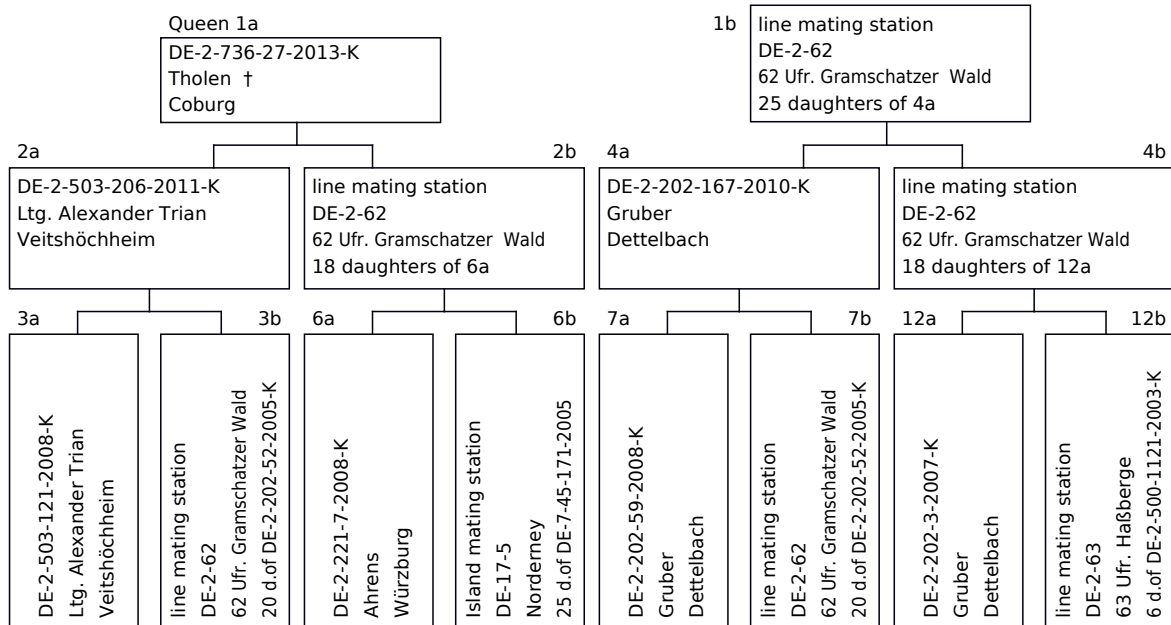 Queen 1a
DE-2-736-27-2013-K
Tholen †
Coburg
1b
line mating station
DE-2-62
62 Ufr. Gramschatzer Wald
25 daughters of 4a
2a
DE-2-503-206-2011-K
Ltg. Alexander Trian
Veitshöchheim
2b
line mating station
DE-2-62
62 Ufr. Gramschatzer Wald
18 daughters of 6a
4a
DE-2-202-167-2010-K
Gruber
Dettelbach
4b
line mating station
DE-2-62
62 Ufr. Gramschatzer Wald
18 daughters of 12a
3a
DE-2-503-121-2008-K
Ltg. Alexander Trian
Veitshöchheim
3b
line mating station
DE-2-62
62 Ufr. Gramschatzer Wald
20 d.of DE-2-202-52-2005-K
6a
DE-2-221-7-2008-K
Ahrens
Würzburg
6b
Island mating station
DE-17-5
Norderney
25 d.of DE-7-45-171-2005
7a
DE-2-202-59-2008-K
Gruber
Dettelbach
7b
line mating station
DE-2-62
62 Ufr. Gramschatzer Wald
20 d.of DE-2-202-52-2005-K
12a
DE-2-202-3-2007-K
Gruber
Dettelbach
12b
line mating station
DE-2-63
63 Ufr. Haßberge
6 d.of DE-2-500-1121-2003-K